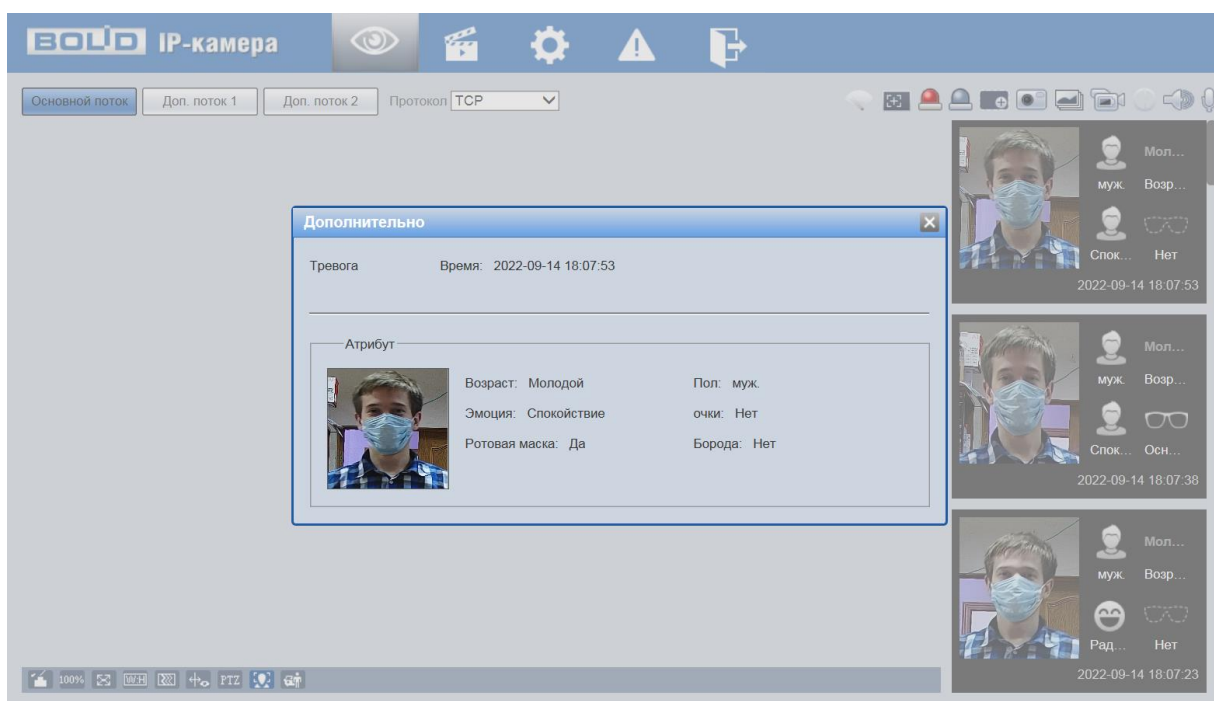 BOLID IP-камера
Основной поток Доп. поток 1 Доп. поток 2 Протокол TCP
Мол...
муж. Возр...
Спок... Нет
2022-09-14 18:07:53
Дополнительно
Тревога Время: 2022-09-14 18:07:53
Атрибут
Возраст: Молодой Пол: муж.
Эмоция: Спокойствие очки: Нет
Ротовая маска: Да Борода: Нет
Мол...
муж. Возр...
Спок... Осн...
2022-09-14 18:07:38
Мол...
муж. Возр...
Рад... Нет
2022-09-14 18:07:23
100% W:H PTZ